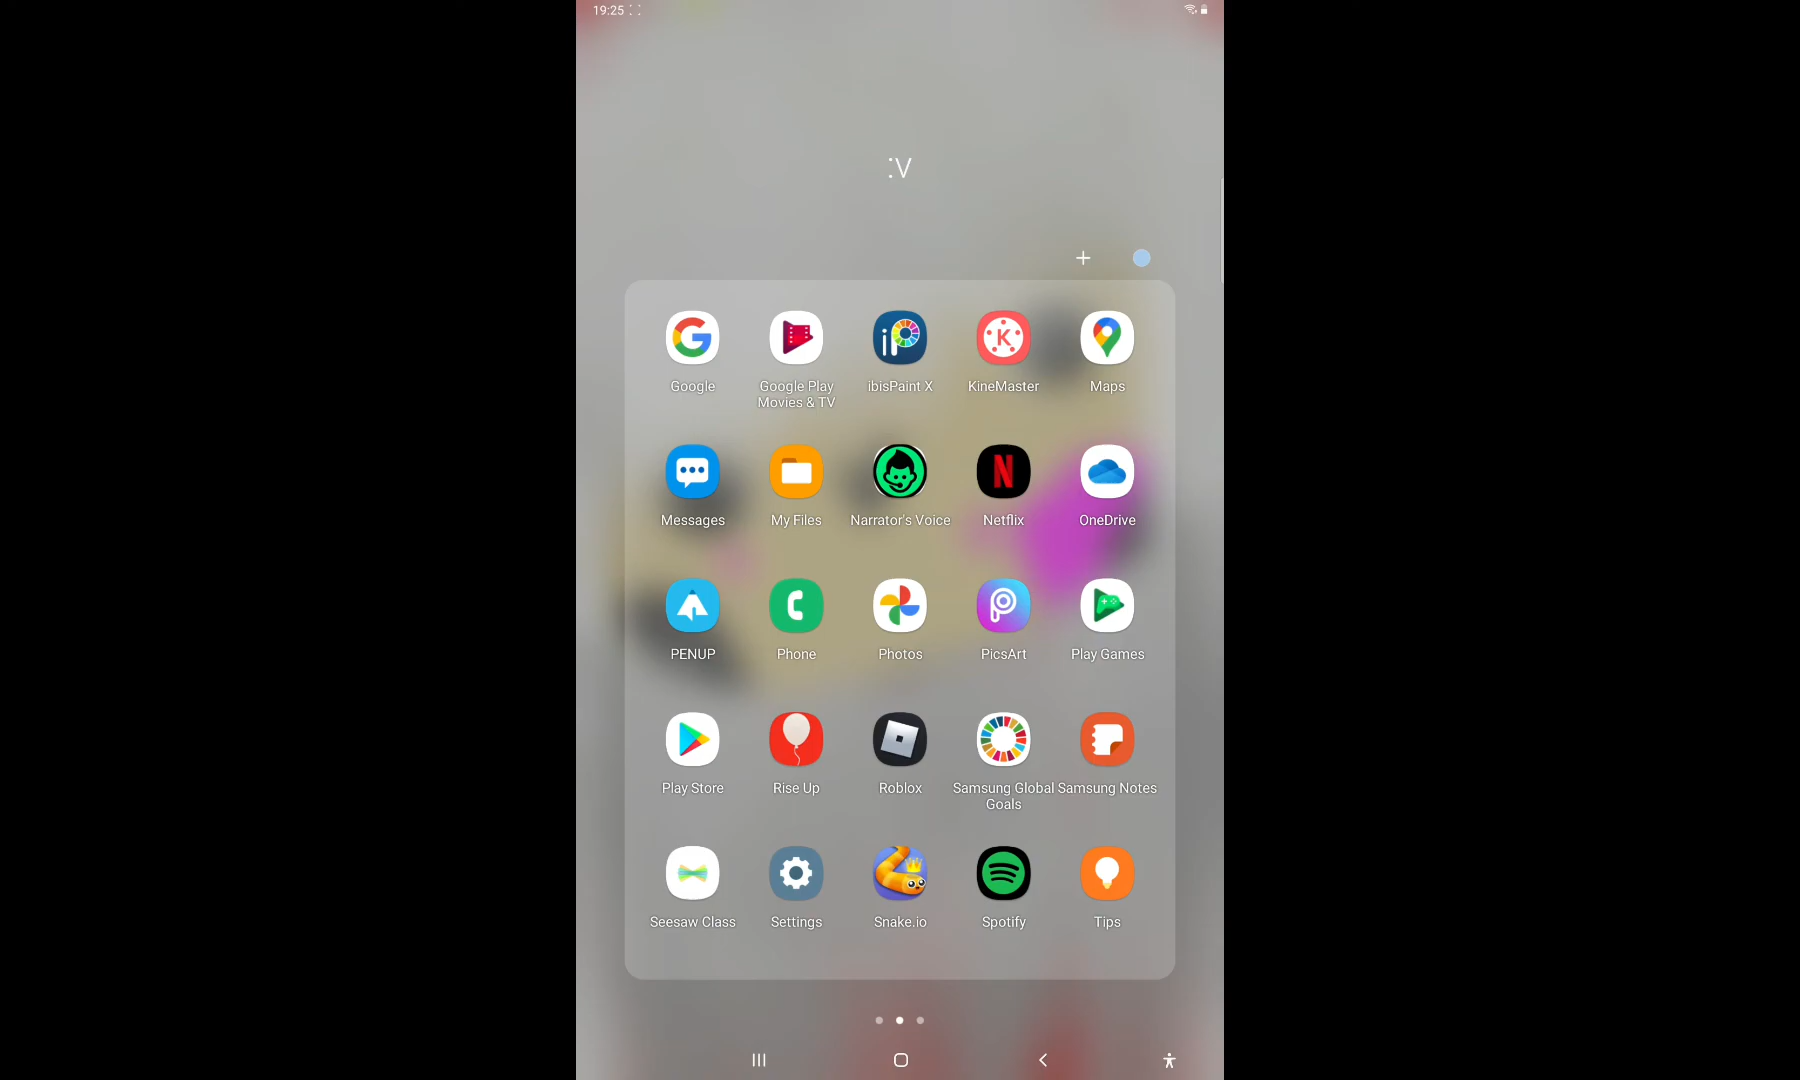 19:25
:V
Google
Google Play
Movies & TV
ibisPaint X
KineMaster
Maps
Messages
My Files
Narrator's Voice
Netflix
OneDrive
PENUP
Phone
Photos
PicsArt
Play Games
Play Store
Rise Up
Roblox
Samsung Global
Goals
Samsung Notes
Seesaw Class
Settings
Snake.io
Spotify
Tips